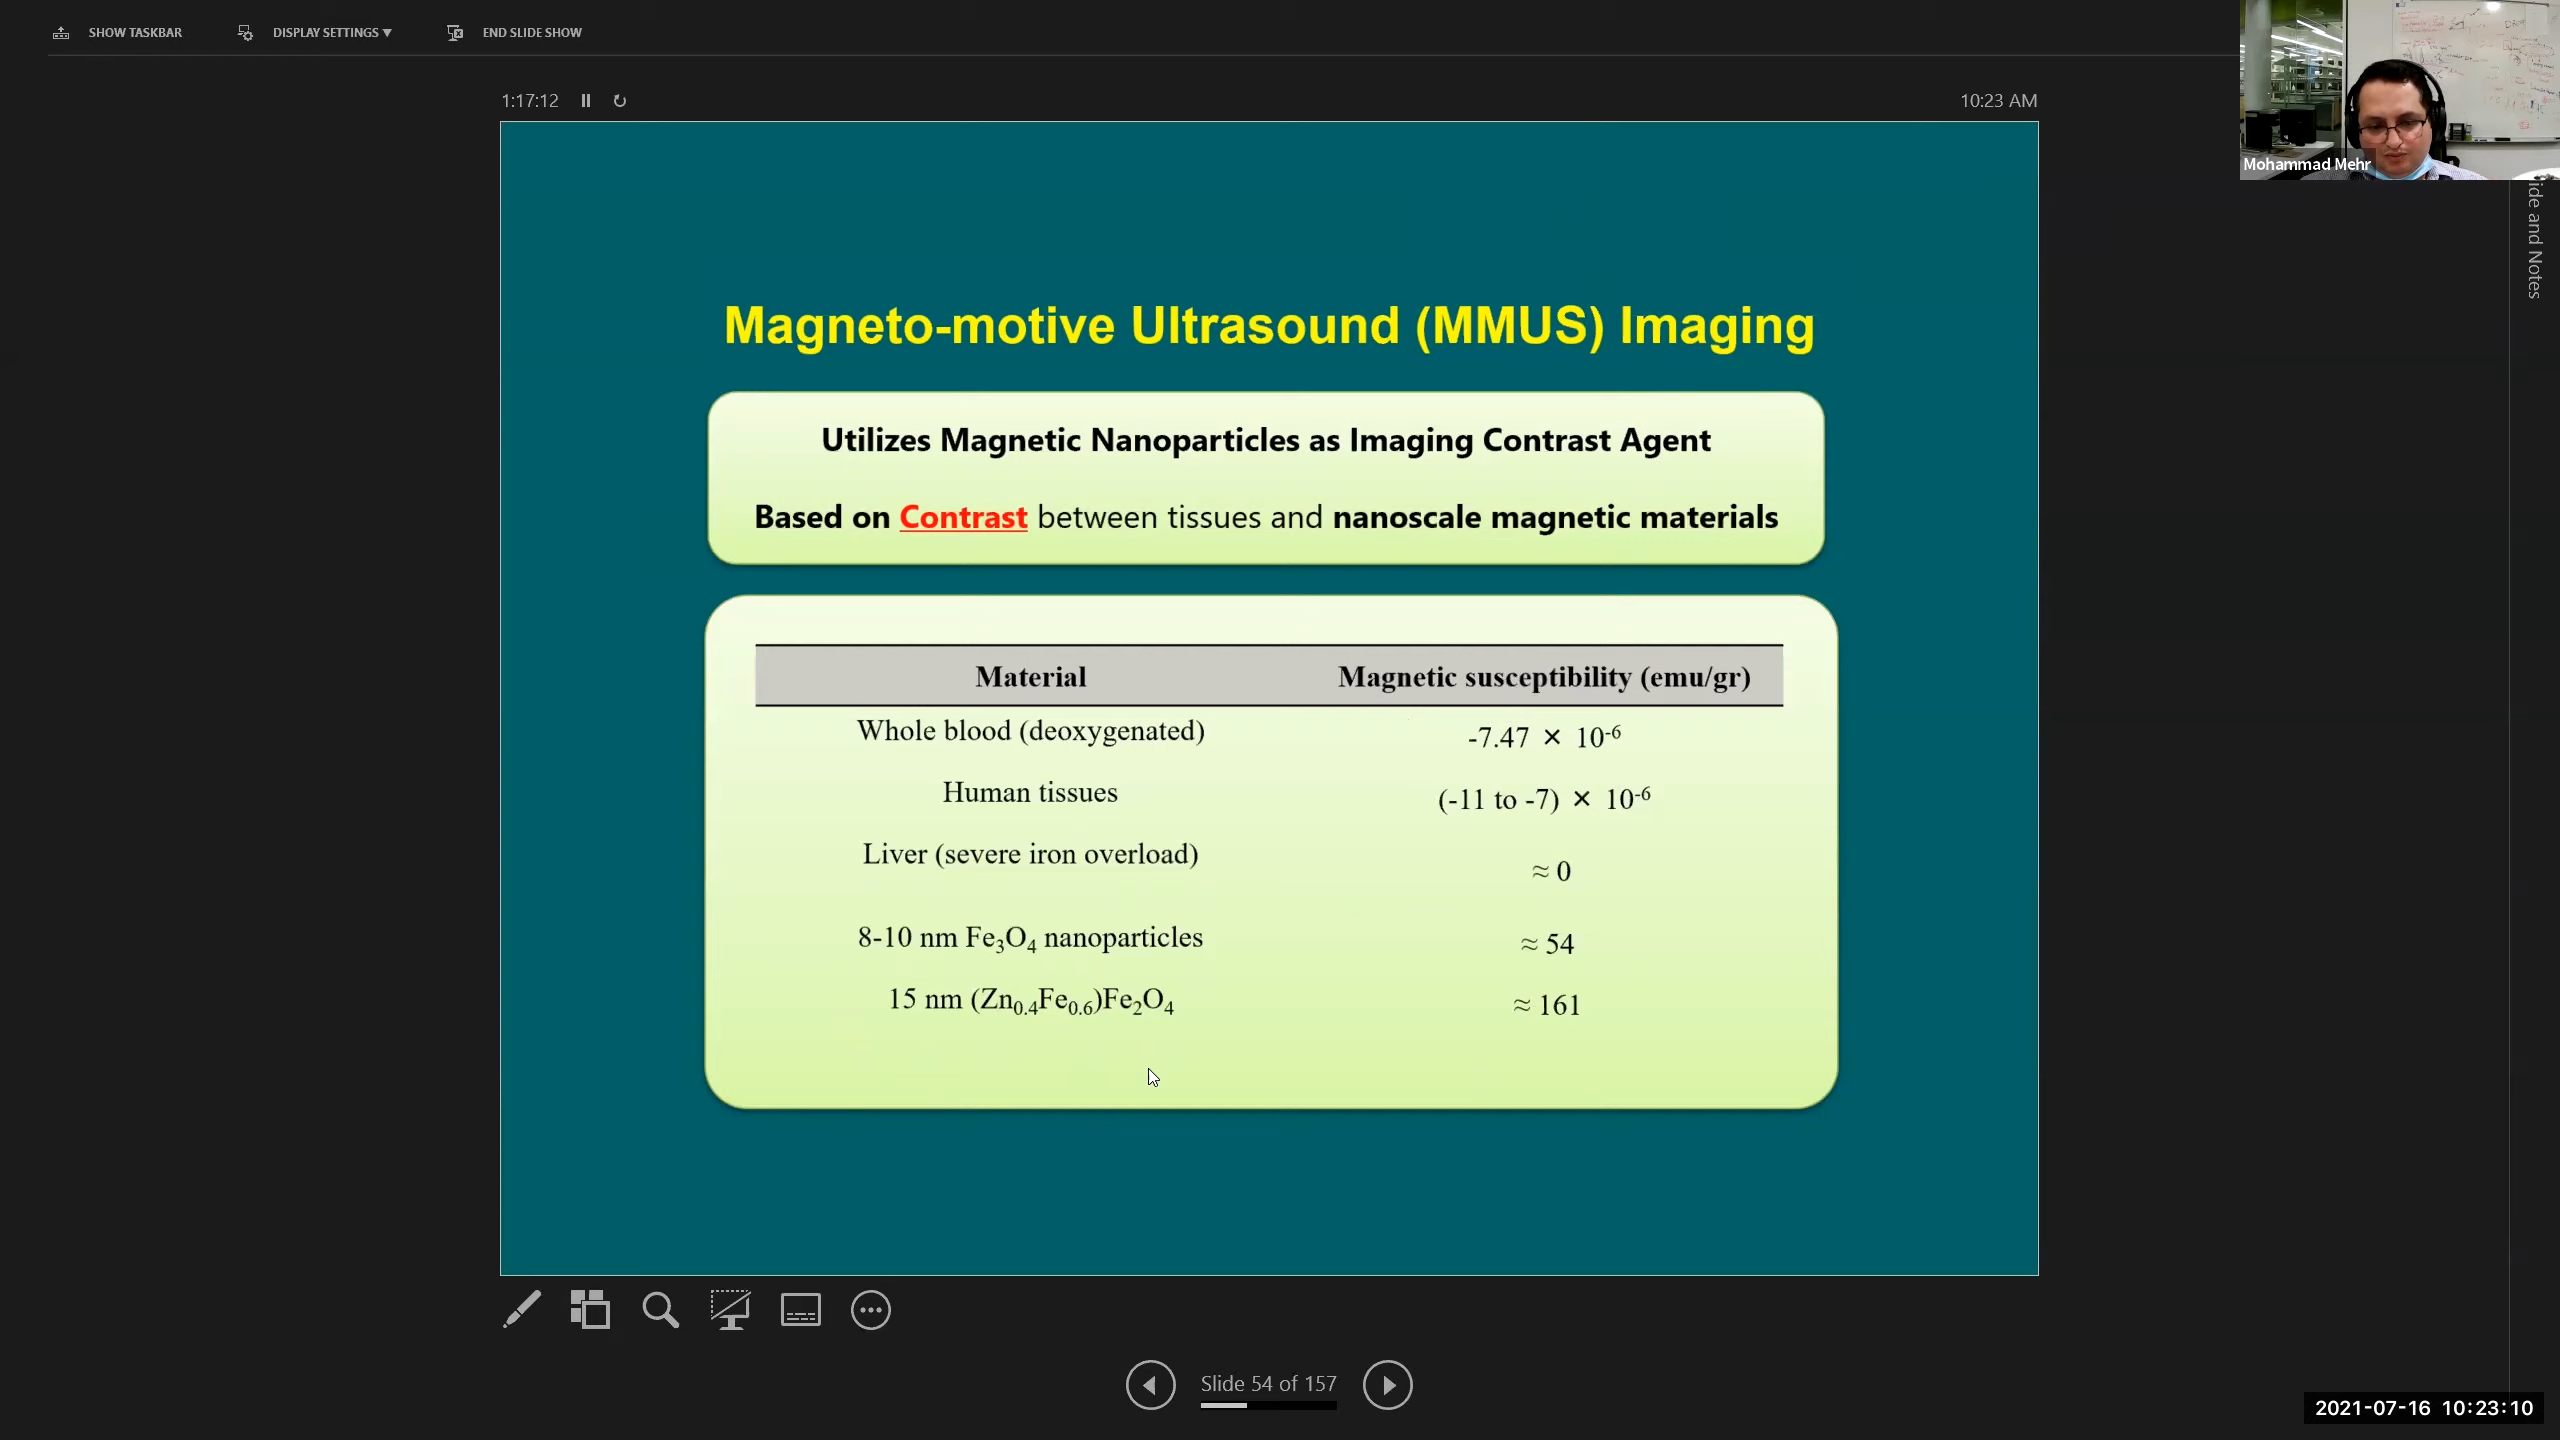 SHOW TASKBAR DISPLAY SETTINGS ▼ END SLIDE SHOW
1:17:12 10:23 AM
Mohammad Mehr
ide and Notes
Magneto-motive Ultrasound (MMUS) Imaging
Utilizes Magnetic Nanoparticles as Imaging Contrast Agent
Based on Contrast between tissues and nanoscale magnetic materials
Material Magnetic susceptibility (emu/gr)
Whole blood (deoxygenated) -7.47 × 10⁻⁶
Human tissues (-11 to -7) × 10⁻⁶
Liver (severe iron overload) ≈ 0
8-10 nm Fe₃O₄ nanoparticles ≈ 54
15 nm (Zn₀.₄Fe₀.₆)Fe₂O₄ ≈ 161
Slide 54 of 157
2021-07-16 10:23:10